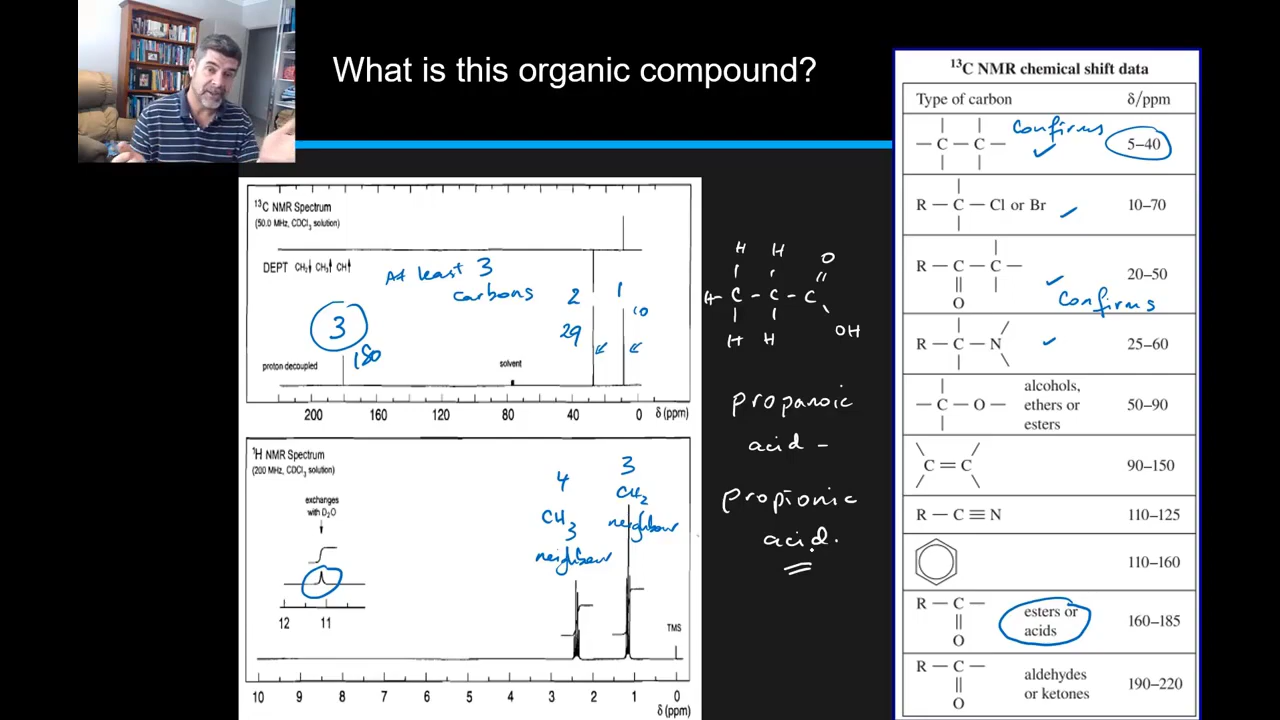 What is this organic compound?
¹³C NMR Spectrum
(50.0 MHz, CDCl₃ solution)
DEPT CH₂↓ CH₃↑ CH↑
At least 3
carbons
2
1
29
10
3
180
proton decoupled
solvent
200 160 120 80 40 0 δ (ppm)
¹H NMR Spectrum
(200 MHz, CDCl₃ solution)
exchanges
with D₂O
12 11
4
CH₃
neighbour
3
CH₂
neighbour
TMS
10 9 8 7 6 5 4 3 2 1 0
δ (ppm)
H H O
H - C - C - C
H H OH
propanoic
acid -
propionic
acid.
¹³C NMR chemical shift data
Type of carbon δ/ppm
— C — C — confirms ✓ 5–40
R — C — Cl or Br ✓ 10–70
R — C — C — ✓ 20–50
O
confirms
R — C — N ✓ 25–60
— C — O — alcohols, ethers or esters 50–90
C = C 90–150
R — C ≡ N 110–125
110–160
R — C — esters or acids 160–185
O
R — C — aldehydes or ketones 190–220
O